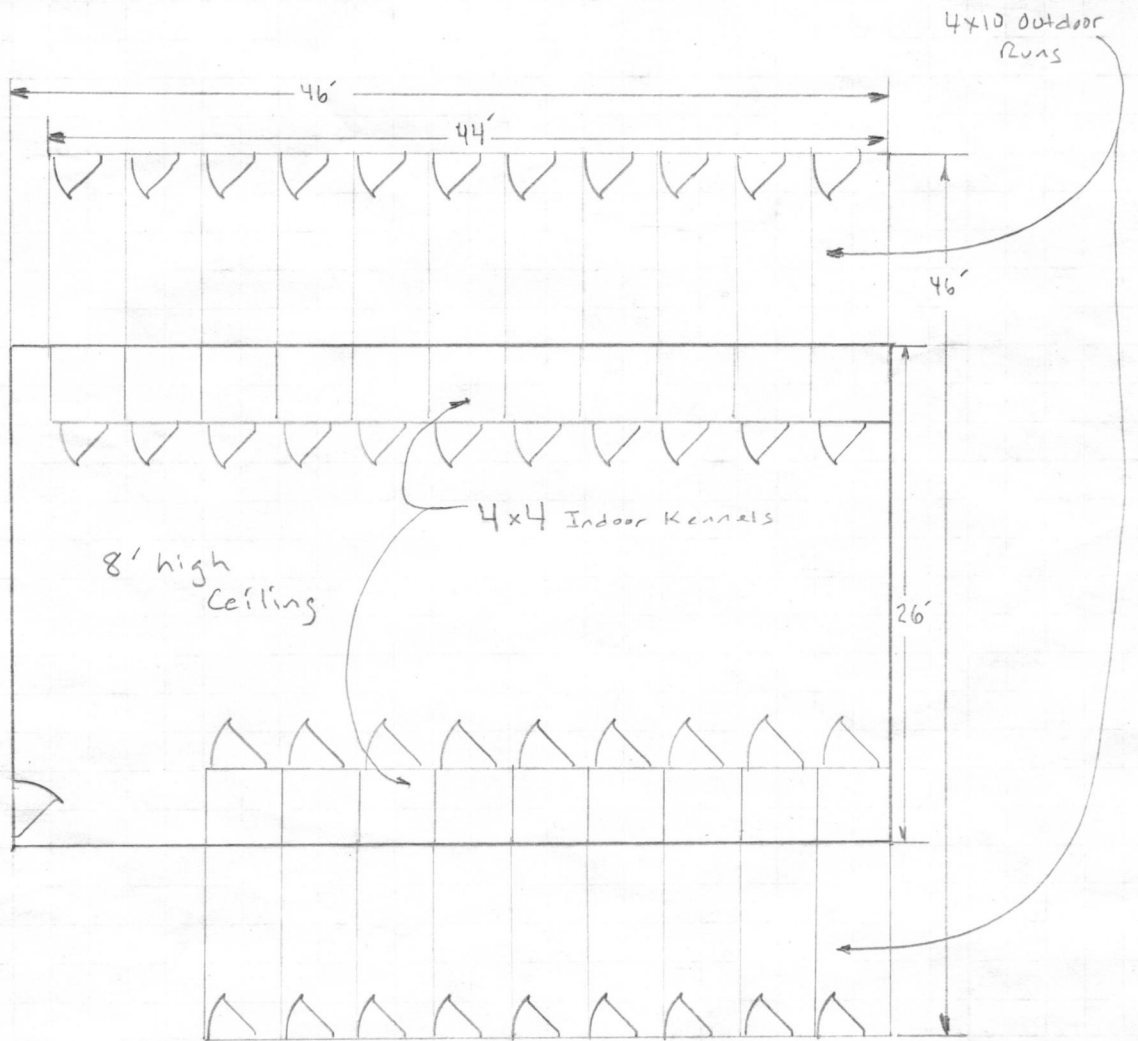 4x10 Outdoor
Runs
46'
44'
46'
4x4 Indoor Kennels
8' high
Ceiling
26'